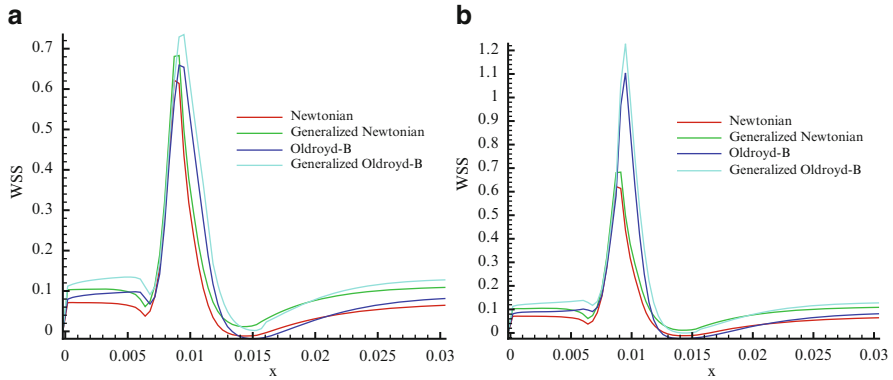 a
0.7
0.6
0.5
0.4
0.3
0.2
0.1
0
WSS
0
0.005
0.01
0.015
0.02
0.025
0.03
x
Newtonian
Generalized Newtonian
Oldroyd-B
Generalized Oldroyd-B
b
1.2
1.1
1
0.9
0.8
0.7
0.6
0.5
0.4
0.3
0.2
0.1
0
WSS
0
0.005
0.01
0.015
0.02
0.025
0.03
x
Newtonian
Generalized Newtonian
Oldroyd-B
Generalized Oldroyd-B